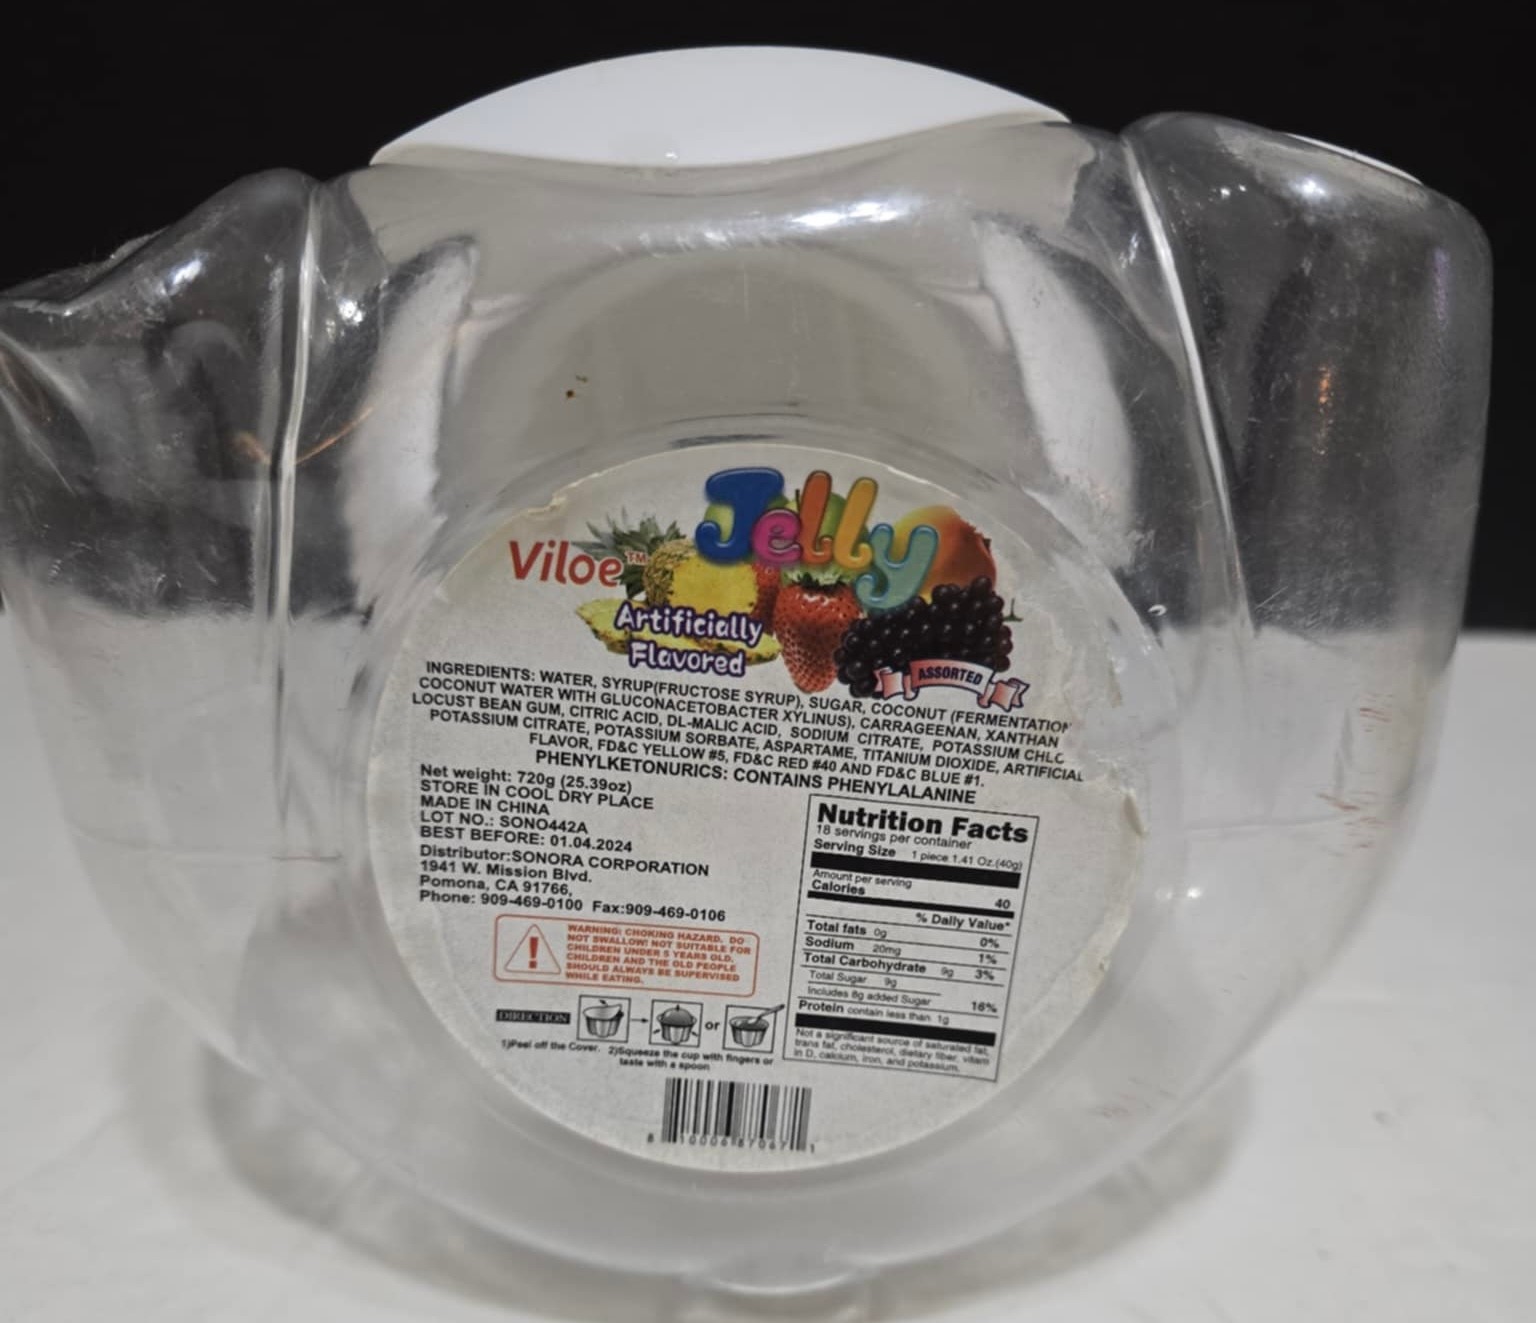 Jelly
Viloe™
Artificially
Flavored
ASSORTED
INGREDIENTS: WATER, SYRUP(FRUCTOSE SYRUP), SUGAR, COCONUT (FERMENTATION
COCONUT WATER WITH GLUCONACETOBACTER XYLINUS), CARRAGEENAN, XANTHAN
LOCUST BEAN GUM, CITRIC ACID, DL-MALIC ACID, SODIUM CITRATE, POTASSIUM CHLO
POTASSIUM CITRATE, POTASSIUM SORBATE, ASPARTAME, TITANIUM DIOXIDE, ARTIFICIAL
FLAVOR, FD&C YELLOW #5, FD&C RED #40 AND FD&C BLUE #1.
PHENYLKETONURICS: CONTAINS PHENYLALANINE
Net weight: 720g (25.39oz)
STORE IN COOL DRY PLACE
MADE IN CHINA
LOT NO.: SONO442A
BEST BEFORE: 01.04.2024
Distributor:SONORA CORPORATION
1941 W. Mission Blvd.
Pomona, CA 91766,
Phone: 909-469-0100 Fax:909-469-0106
WARNING: CHOKING HAZARD. DO
NOT SWALLOW! NOT SUITABLE FOR
CHILDREN UNDER 5 YEARS OLD,
CHILDREN AND THE OLD PEOPLE
SHOULD ALWAYS BE SUPERVISED
WHILE EATING.
DIRECTION
or
1)Peel off the Cover. 2)Squeeze the cup with fingers or
taste with a spoon
Nutrition Facts
18 servings per container
Serving Size 1 piece 1.41 Oz.(40g)
Amount per serving
Calories 40
% Daily Value*
Total fats 0g 0%
Sodium 20mg 1%
Total Carbohydrate 9g 3%
Total Sugar 9g
Includes 8g added Sugar 16%
Protein contain less than 1g
Not a significant source of saturated fat,
trans fat, cholesterol, dietary fiber, vitam
in D, calcium, iron, and potassium.